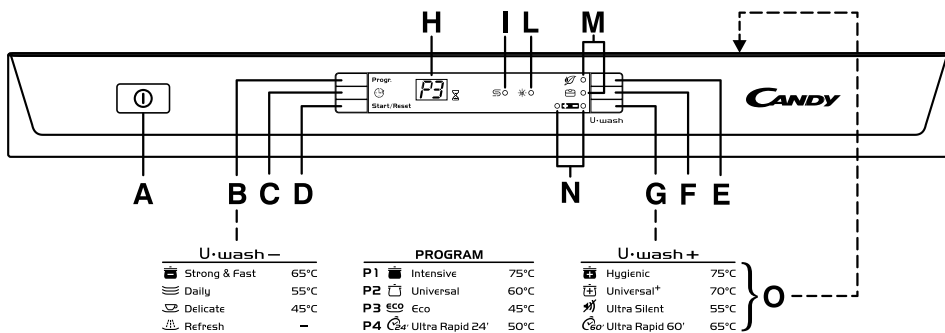 H I L M
Progr.
P3
Start/Reset
CANDY
U·wash
A B C D N G F E
U·wash –
Strong & Fast 65°C
Daily 55°C
Delicate 45°C
Refresh –
PROGRAM
P1 Intensive 75°C
P2 Universal 60°C
P3 ECO Eco 45°C
P4 24' Ultra Rapid 24' 50°C
U·wash +
Hygienic 75°C
Universal+ 70°C
Ultra Silent 55°C
60' Ultra Rapid 60' 65°C
O